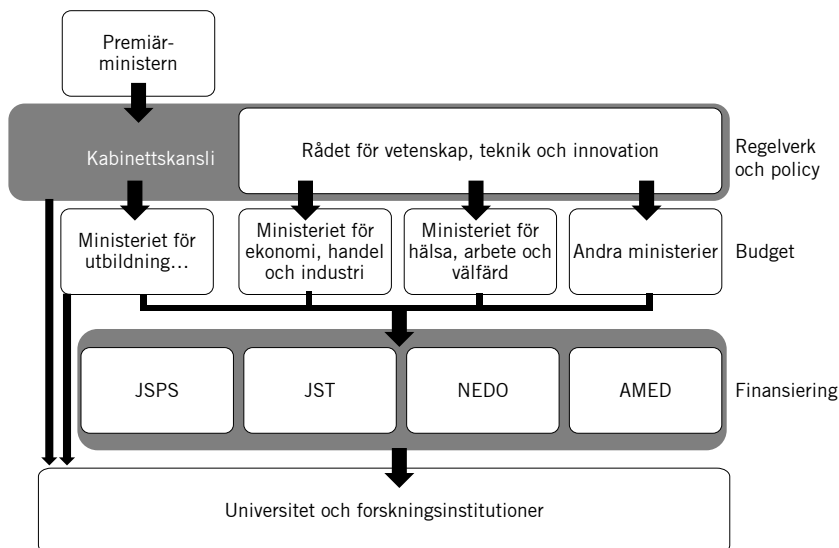 Premiär-
ministern
Kabinettskansli
Rådet för vetenskap, teknik och innovation
Regelverk
och policy
Ministeriet för
utbildning…
Ministeriet för
ekonomi, handel
och industri
Ministeriet för
hälsa, arbete och
välfärd
Andra ministerier
Budget
JSPS
JST
NEDO
AMED
Finansiering
Universitet och forskningsinstitutioner